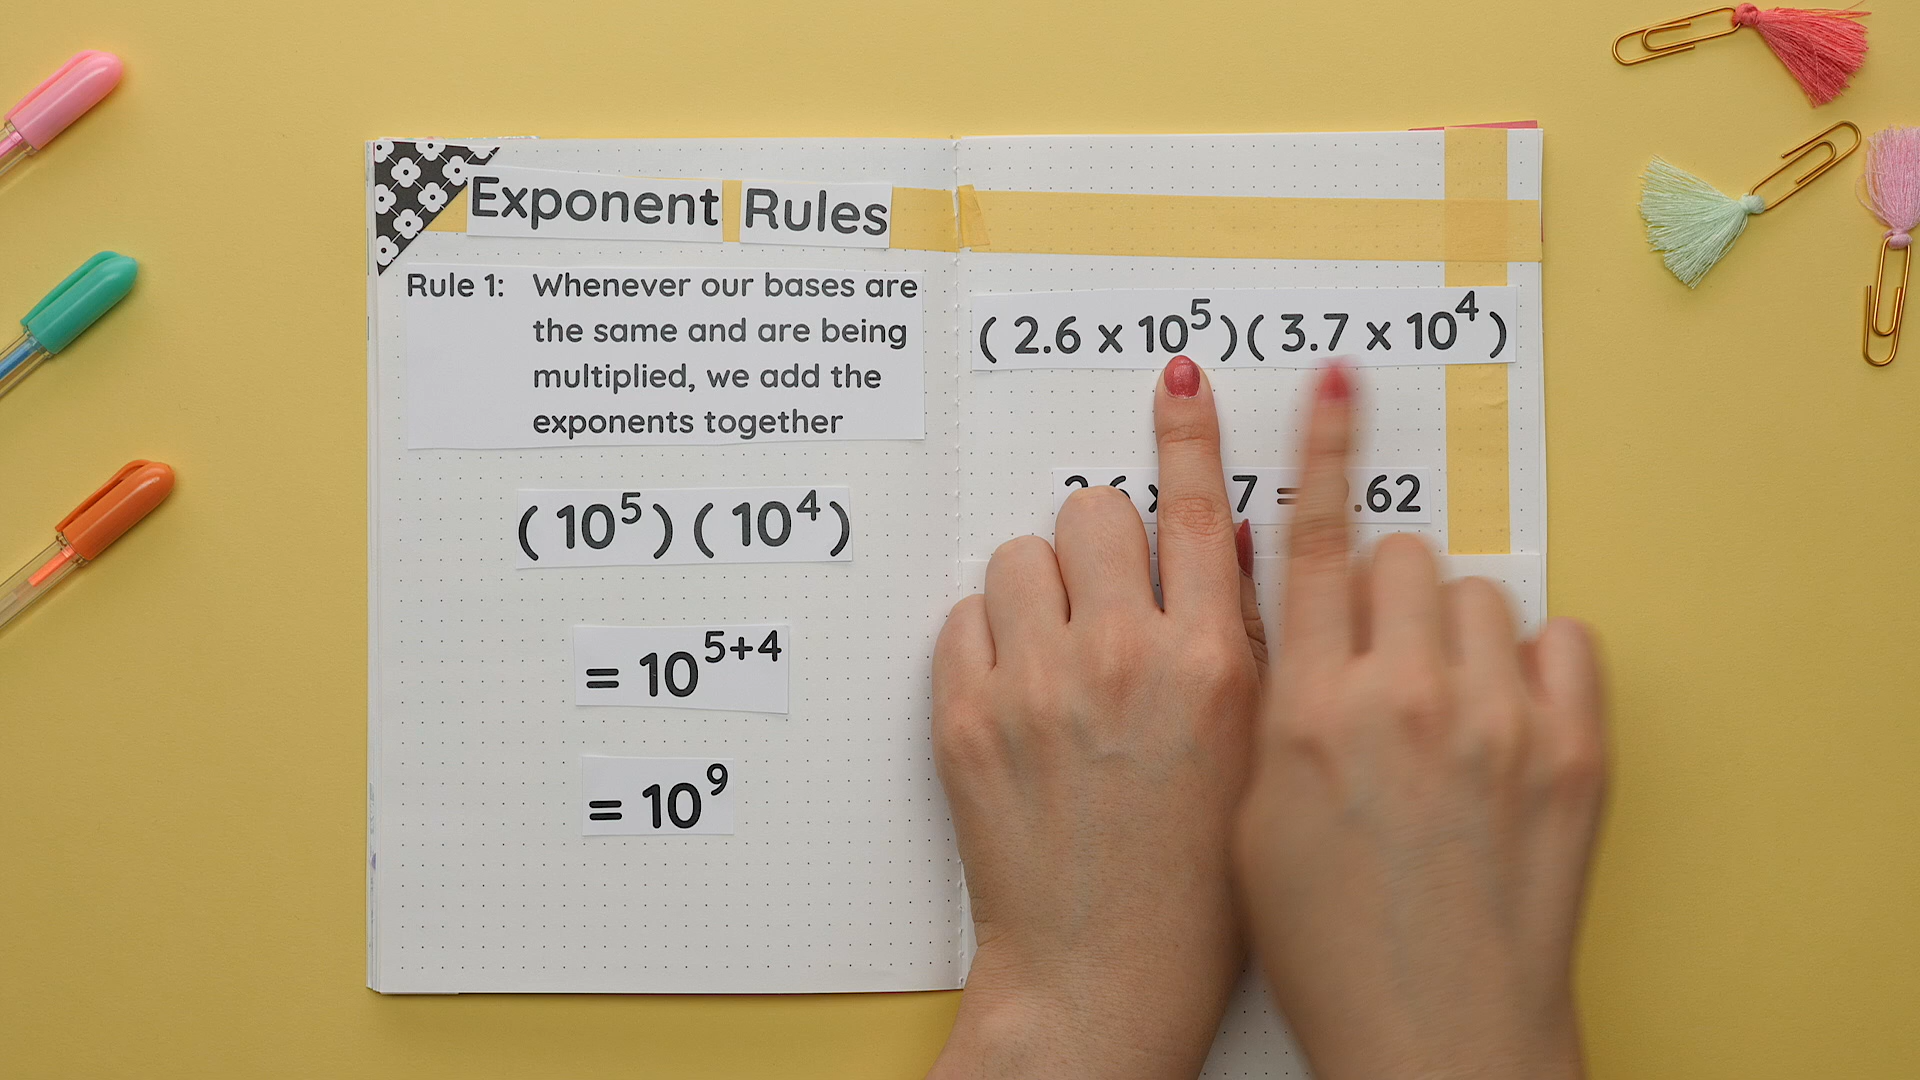 Exponent Rules
Rule 1: Whenever our bases are
the same and are being
multiplied, we add the
exponents together
(10⁵)(10⁴)
= 10⁵⁺⁴
= 10⁹
(2.6 x 10⁵)(3.7 x 10⁴)
7 = .62